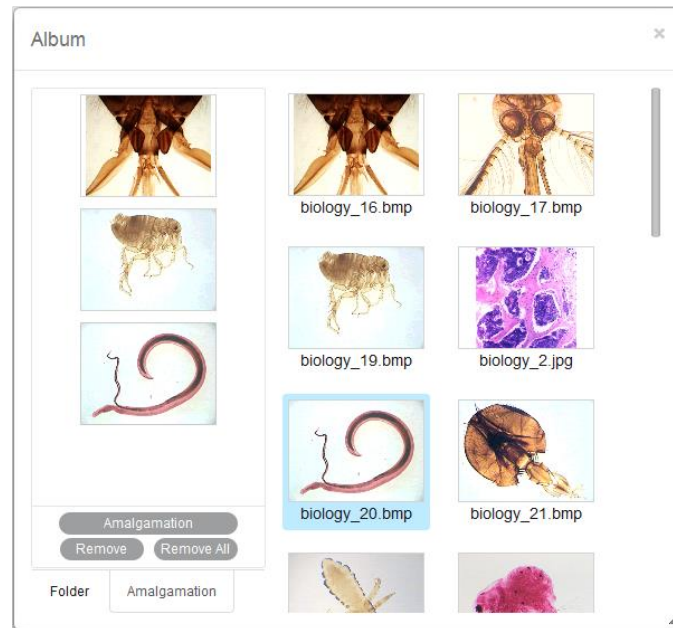 Album
×
biology_16.bmp
biology_17.bmp
biology_19.bmp
biology_2.jpg
biology_20.bmp
biology_21.bmp
Amalgamation
Remove
Remove All
Folder
Amalgamation